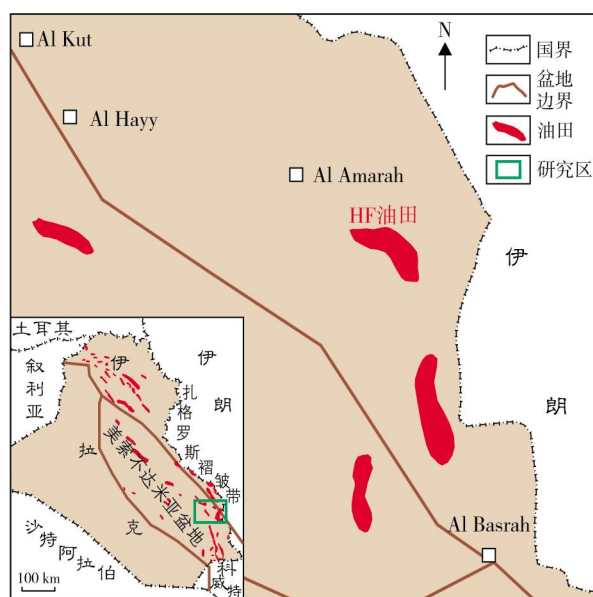 Al Kut
Al Hayy
Al Amarah
HF油田
伊
朗
Al Basrah
N
国界
盆地
边界
油田
研究区
土耳其
叙利亚
伊
拉
克
伊
朗
扎格罗斯褶皱带
美索不达米亚盆地
沙特阿拉伯
科威特
100 km